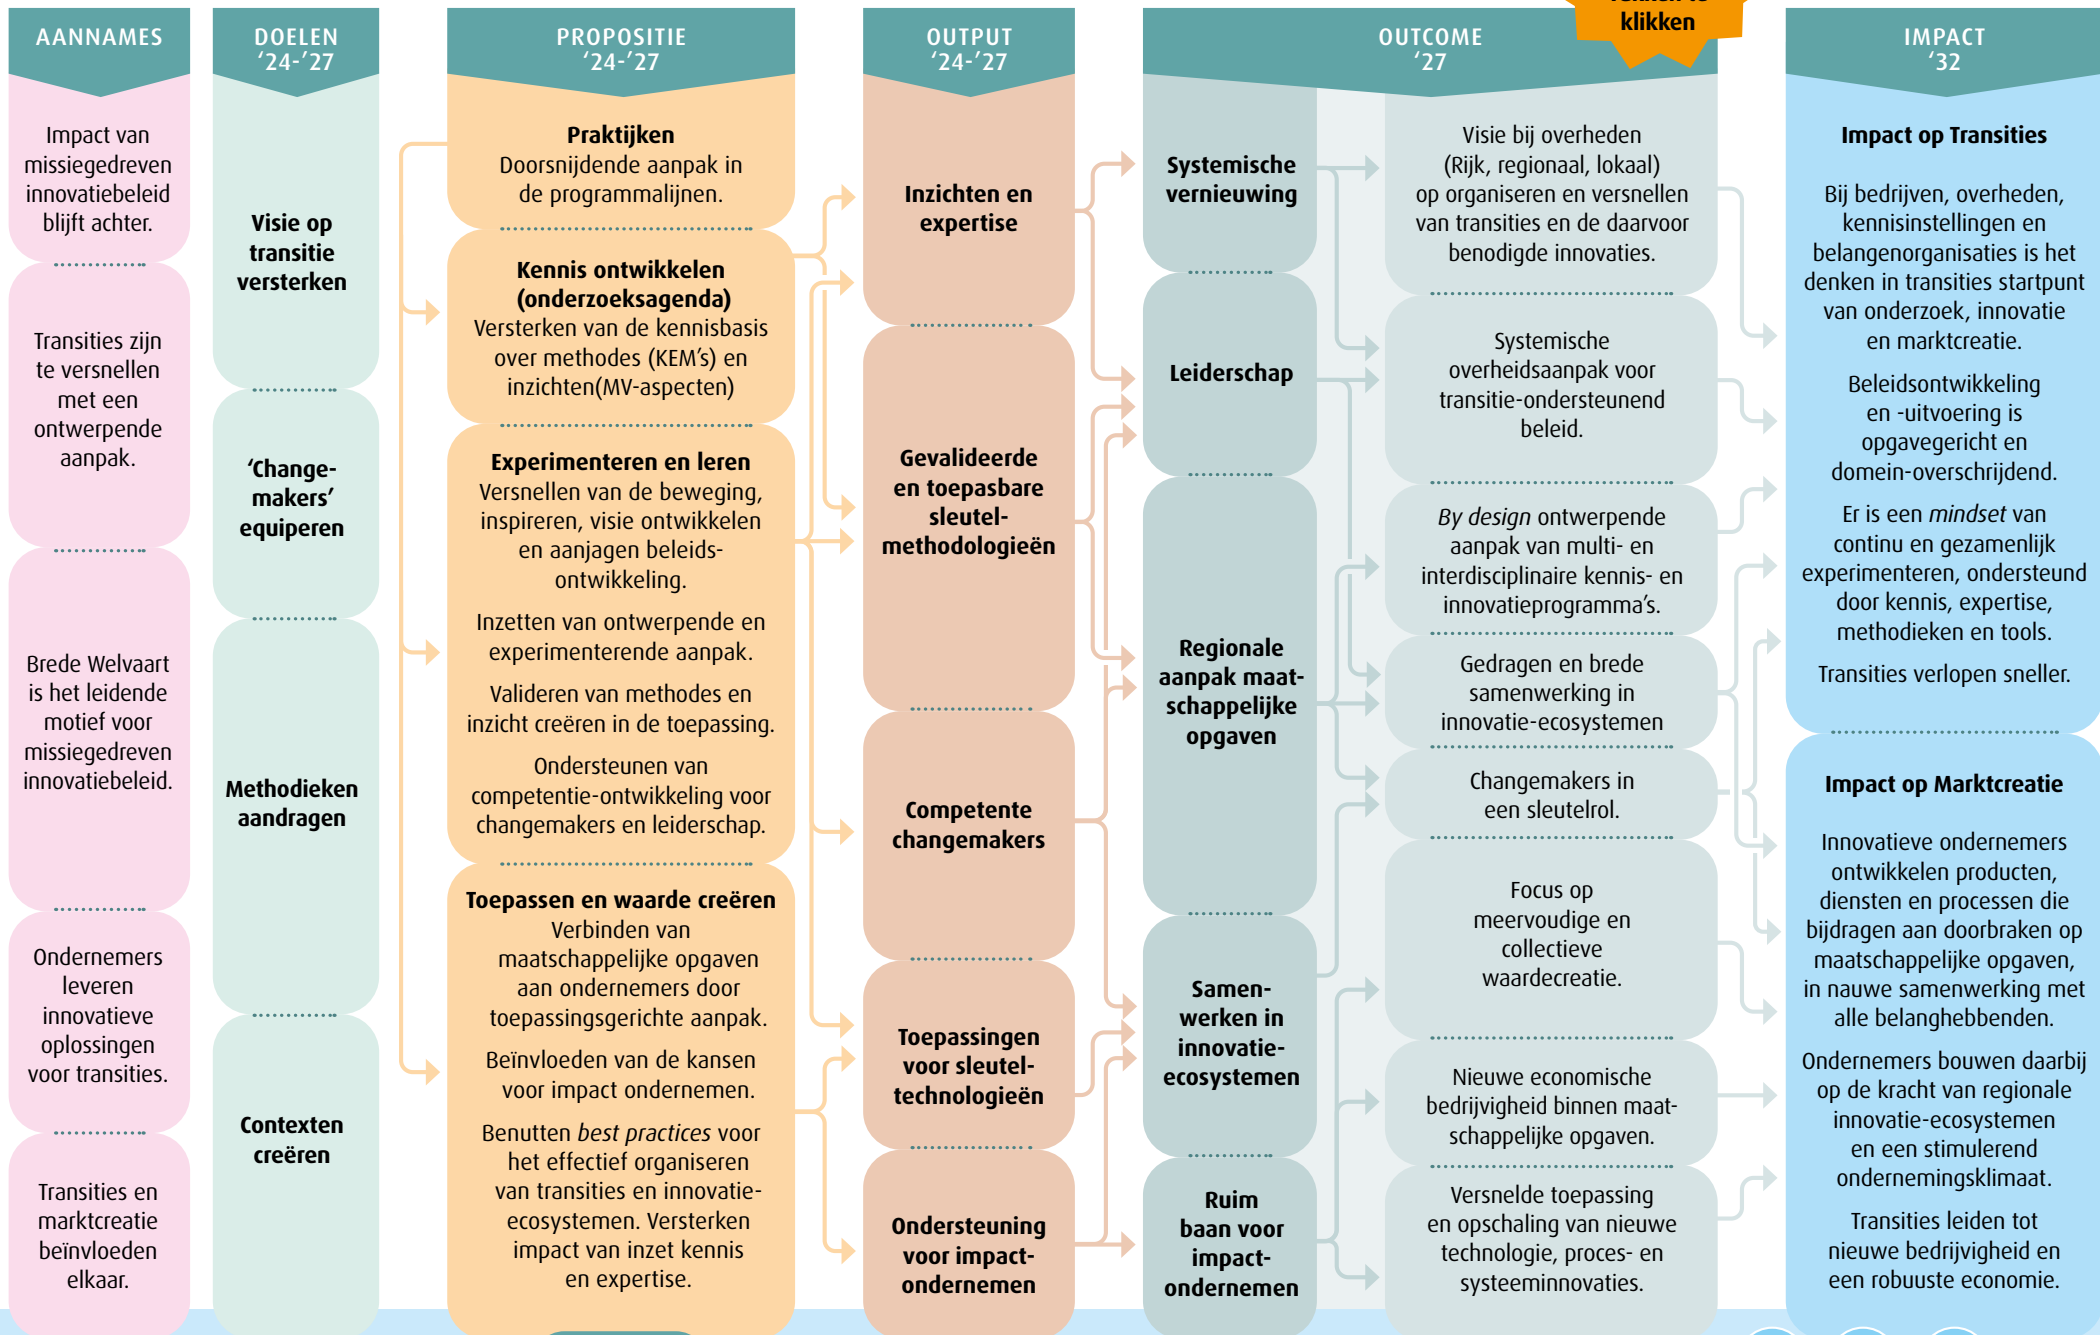 klikken
AANNAMES
Impact van
missiegedreven
innovatiebeleid
blijft achter.
Transities zijn
te versnellen
met een
ontwerpende
aanpak.
Brede Welvaart
is het leidende
motief voor
missiegedreven
innovatiebeleid.
Ondernemers
leveren
innovatieve
oplossingen
voor transities.
Transities en
marktcreatie
beïnvloeden
elkaar.
DOELEN
‘24-’27
Visie op
transitie
versterken
‘Change-
makers’
equiperen
Methodieken
aandragen
Contexten
creëren
PROPOSITIE
‘24-’27
Praktijken
Doorsnijdende aanpak in
de programmalijnen.
Kennis ontwikkelen
(onderzoeksagenda)
Versterken van de kennisbasis
over methodes (KEM’s) en
inzichten(MV-aspecten)
Experimenteren en leren
Versnellen van de beweging,
inspireren, visie ontwikkelen
en aanjagen beleids-
ontwikkeling.
Inzetten van ontwerpende en
experimenterende aanpak.
Valideren van methodes en
inzicht creëren in de toepassing.
Ondersteunen van
competentie-ontwikkeling voor
changemakers en leiderschap.
Toepassen en waarde creëren
Verbinden van
maatschappelijke opgaven
aan ondernemers door
toepassingsgerichte aanpak.
Beïnvloeden van de kansen
voor impact ondernemen.
Benutten best practices voor
het effectief organiseren
van transities en innovatie-
ecosystemen. Versterken
impact van inzet kennis
en expertise.
OUTPUT
‘24-’27
Inzichten en
expertise
Gevalideerde
en toepasbare
sleutel-
methodologieën
Competente
changemakers
Toepassingen
voor sleutel-
technologieën
Ondersteuning
voor impact-
ondernemen
OUTCOME
‘27
Systemische
vernieuwing
Leiderschap
Regionale
aanpak maat-
schappelijke
opgaven
Samen-
werken in
innovatie-
ecosystemen
Ruim
baan voor
impact-
ondernemen
Visie bij overheden
(Rijk, regionaal, lokaal)
op organiseren en versnellen
van transities en de daarvoor
benodigde innovaties.
Systemische
overheidsaanpak voor
transitie-ondersteunend
beleid.
By design ontwerpende
aanpak van multi- en
interdisciplinaire kennis- en
innovatieprogramma’s.
Gedragen en brede
samenwerking in
innovatie-ecosystemen
Changemakers in
een sleutelrol.
Focus op
meervoudige en
collectieve
waardecreatie.
Nieuwe economische
bedrijvigheid binnen maat-
schappelijke opgaven.
Versnelde toepassing
en opschaling van nieuwe
technologie, proces- en
systeeminnovaties.
IMPACT
‘32
Impact op Transities
Bij bedrijven, overheden,
kennisinstellingen en
belangenorganisaties is het
denken in transities startpunt
van onderzoek, innovatie
en marktcreatie.
Beleidsontwikkeling
en -uitvoering is
opgavegericht en
domein-overschrijdend.
Er is een mindset van
continu en gezamenlijk
experimenteren, ondersteund
door kennis, expertise,
methodieken en tools.
Transities verlopen sneller.
Impact op Marktcreatie
Innovatieve ondernemers
ontwikkelen producten,
diensten en processen die
bijdragen aan doorbraken op
maatschappelijke opgaven,
in nauwe samenwerking met
alle belanghebbenden.
Ondernemers bouwen daarbij
op de kracht van regionale
innovatie-ecosystemen
en een stimulerend
ondernemingsklimaat.
Transities leiden tot
nieuwe bedrijvigheid en
een robuuste economie.